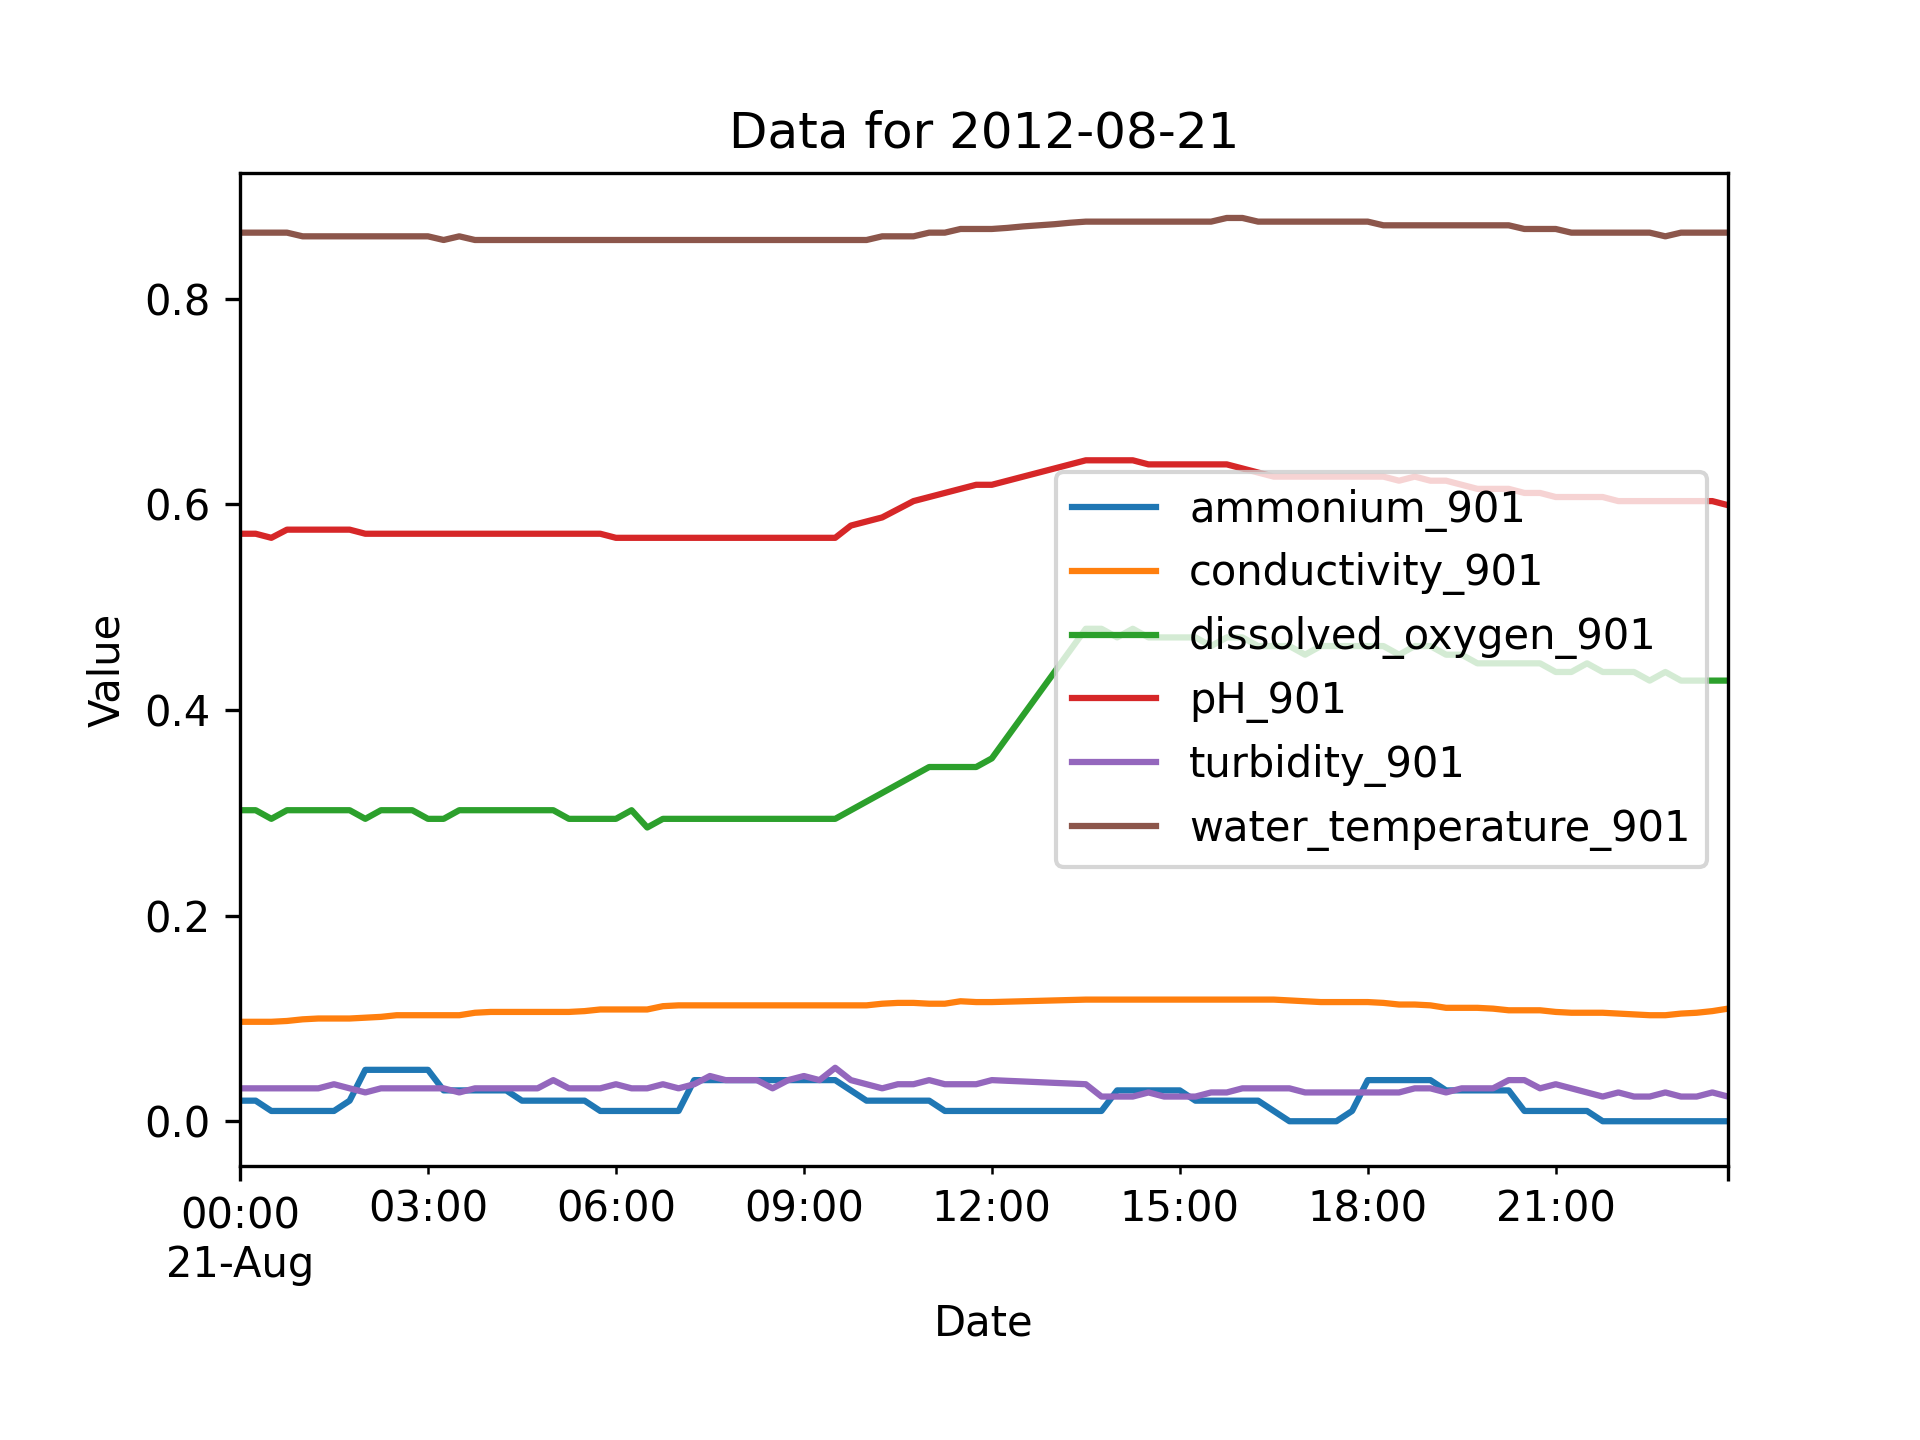 Data for 2012-08-21
Value
0.8
0.6
0.4
0.2
0.0
ammonium_901
conductivity_901
dissolved_oxygen_901
pH_901
turbidity_901
water_temperature_901
00:00 03:00 06:00 09:00 12:00 15:00 18:00 21:00
21-Aug
Date